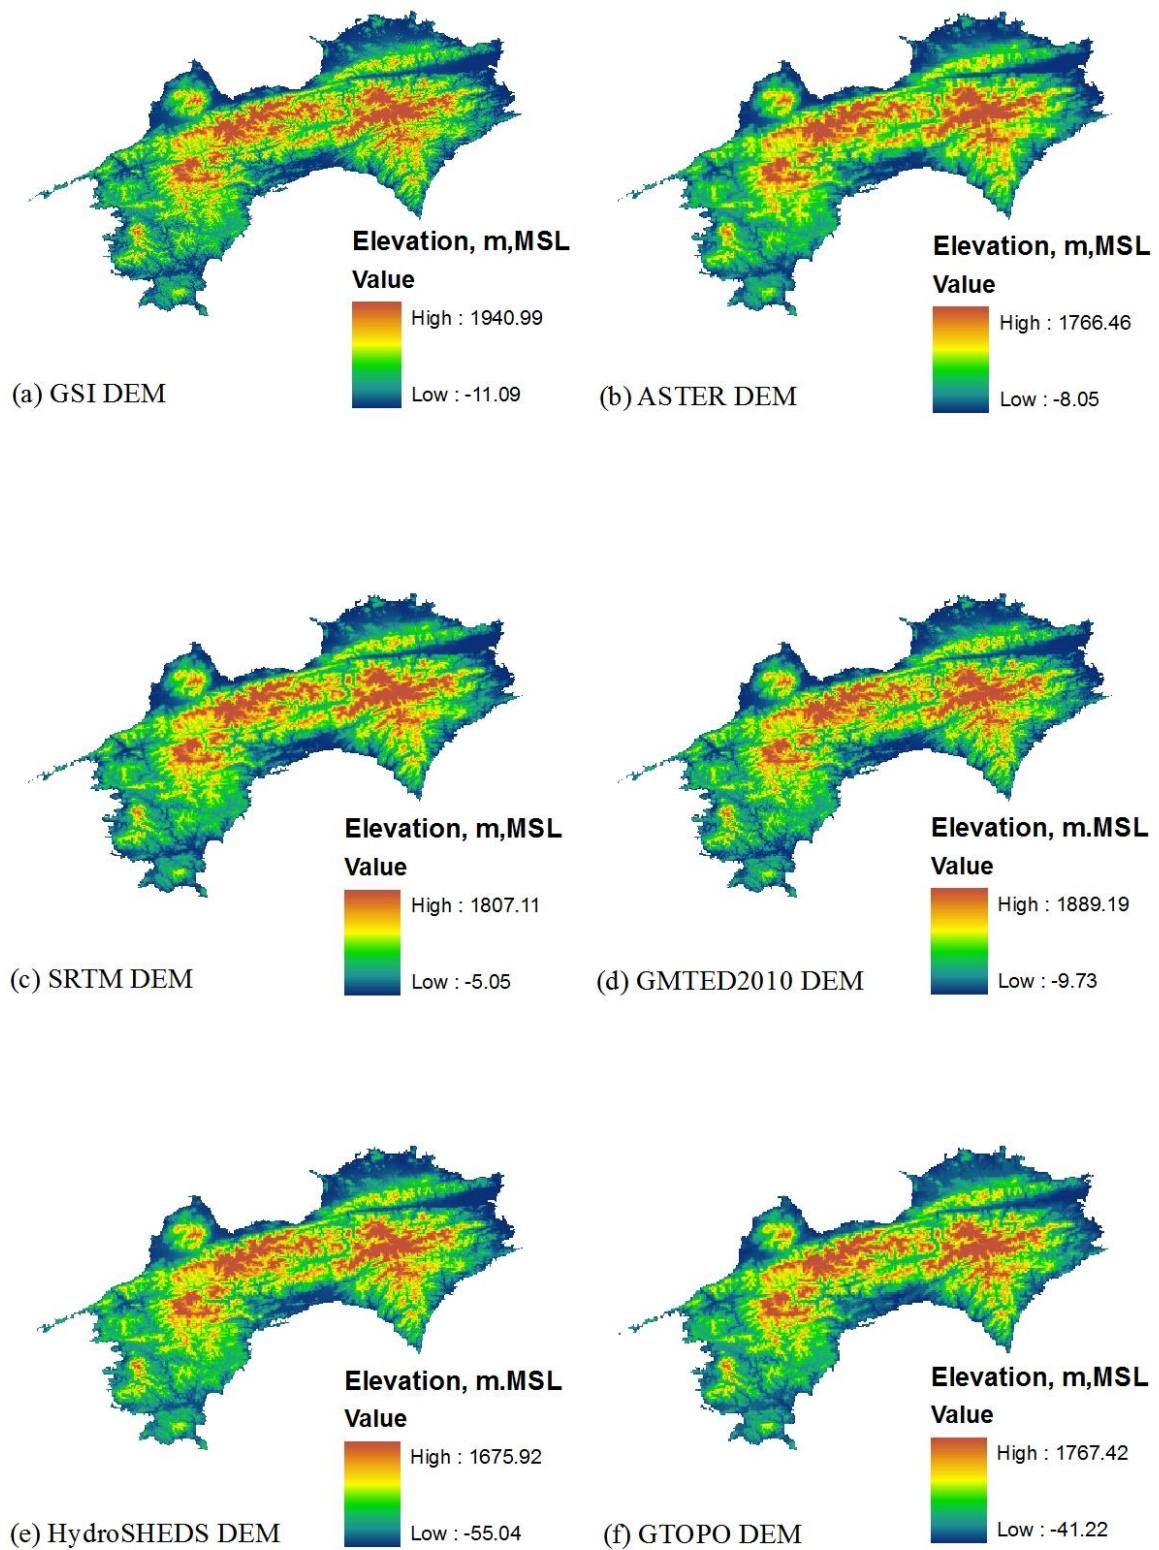 Elevation, m,MSL
Value
High : 1940.99
Low : -11.09
(a) GSI DEM
Elevation, m,MSL
Value
High : 1766.46
Low : -8.05
(b) ASTER DEM
Elevation, m,MSL
Value
High : 1807.11
Low : -5.05
(c) SRTM DEM
Elevation, m.MSL
Value
High : 1889.19
Low : -9.73
(d) GMTED2010 DEM
Elevation, m.MSL
Value
High : 1675.92
Low : -55.04
(e) HydroSHEDS DEM
Elevation, m,MSL
Value
High : 1767.42
Low : -41.22
(f) GTOPO DEM